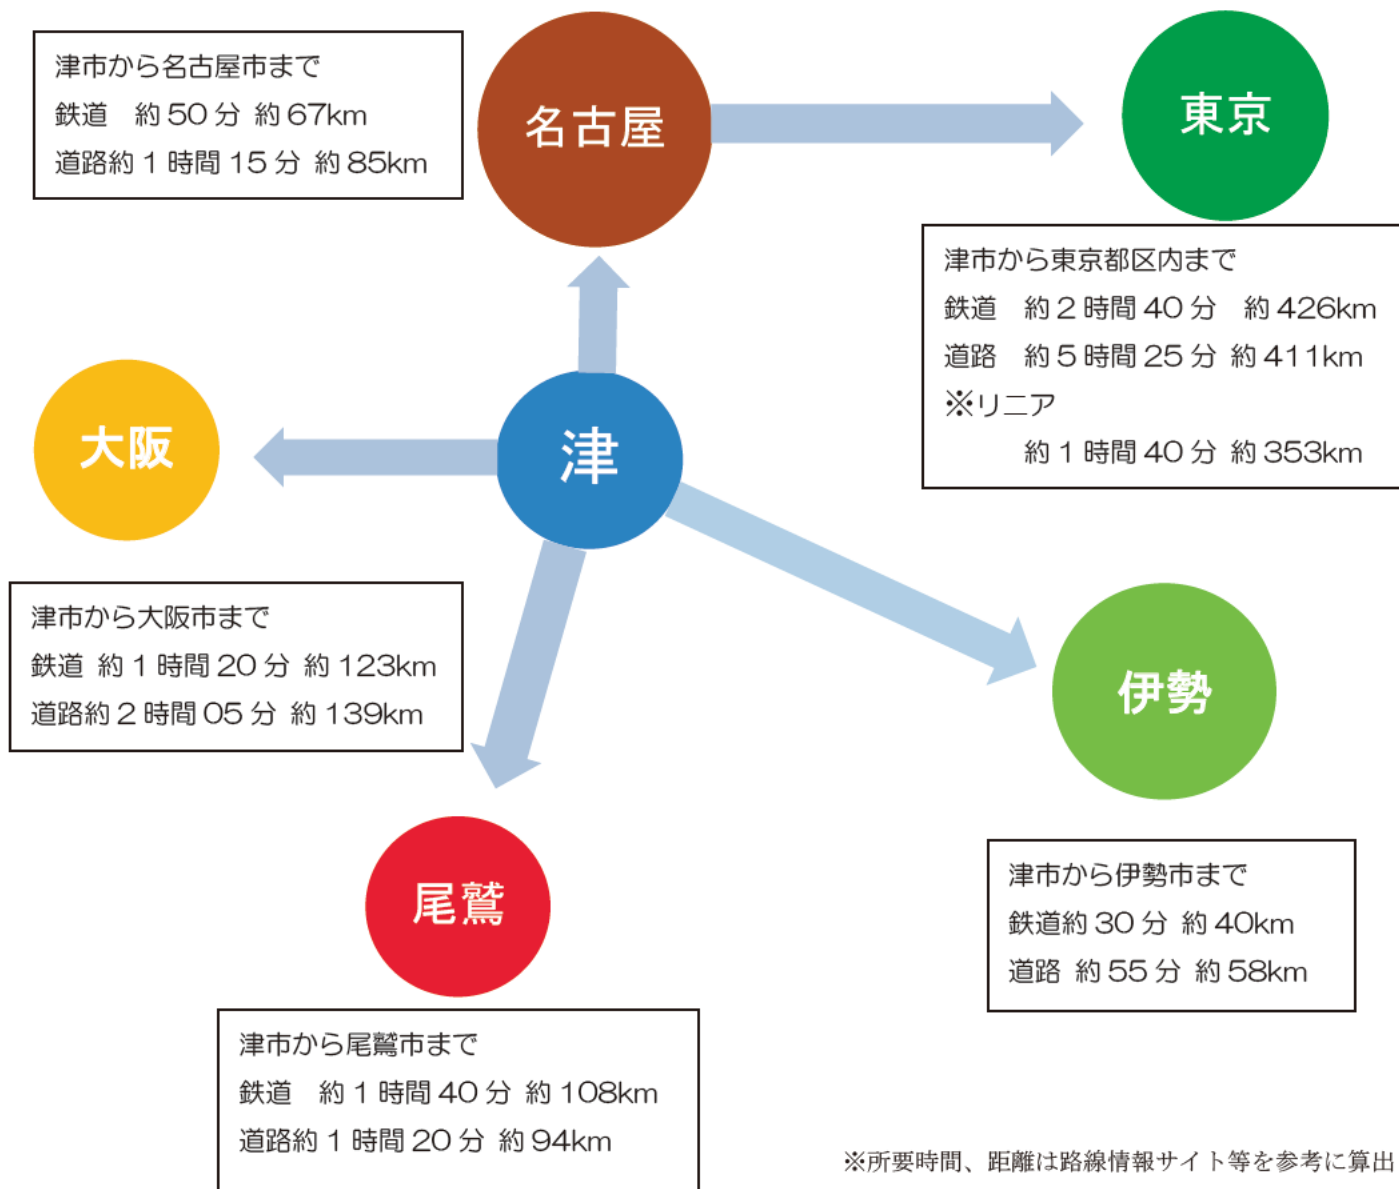 津市から名古屋市まで
鉄道　約50分 約67km
道路約1時間15分 約85km
名古屋
東京
津市から東京都区内まで
鉄道　約2時間40分　約426km
道路　約5時間25分 約411km
※リニア
約1時間40分 約353km
大阪
津
津市から大阪市まで
鉄道 約1時間20分 約123km
道路約2時間05分 約139km
伊勢
津市から伊勢市まで
鉄道約30分 約40km
道路 約55分 約58km
尾鷲
津市から尾鷲市まで
鉄道　約1時間40分 約108km
道路約1時間20分 約94km
※所要時間、距離は路線情報サイト等を参考に算出